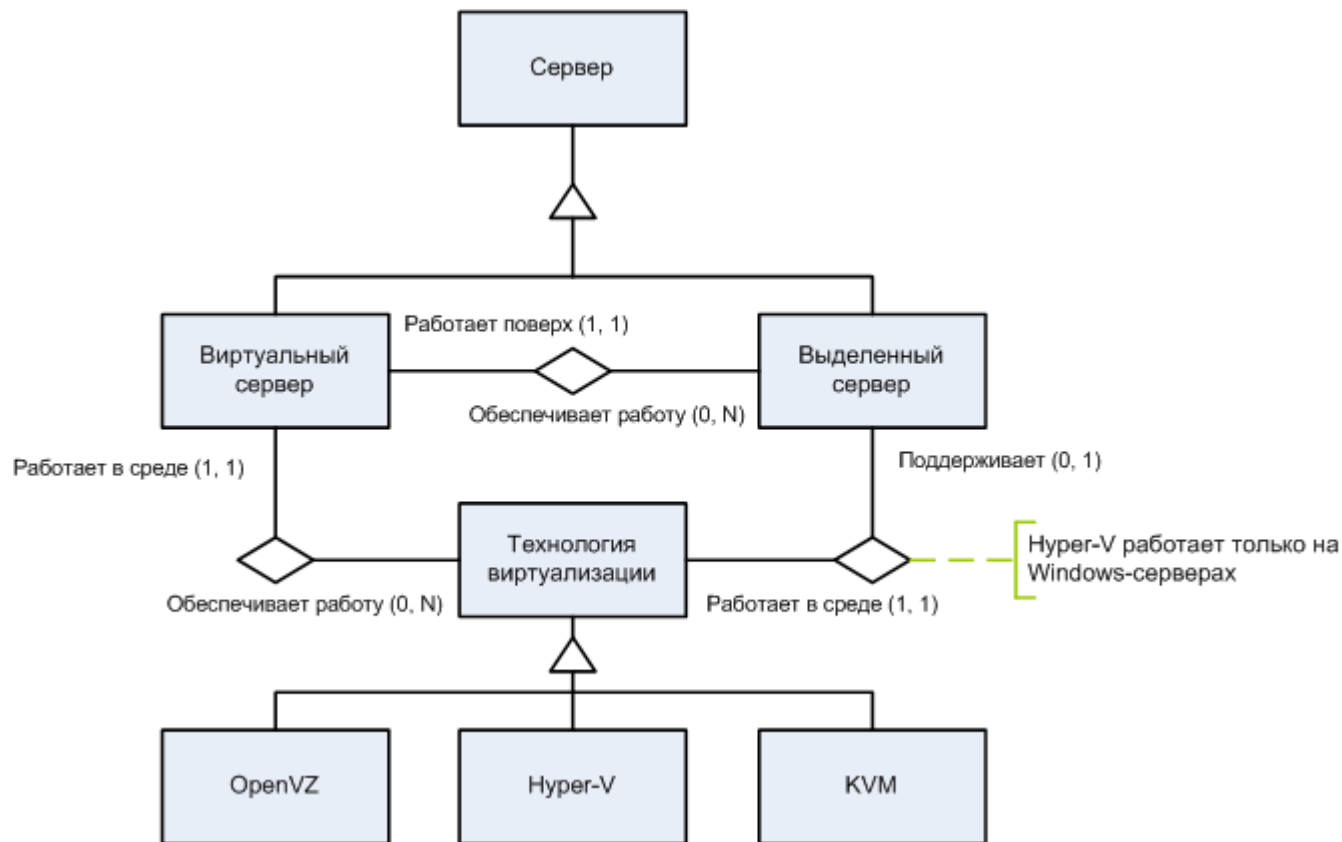 Сервер
Работает поверх (1, 1)
Виртуальный
сервер
Выделенный
сервер
Обеспечивает работу (0, N)
Работает в среде (1, 1)
Поддерживает (0, 1)
Технология
виртуализации
Hyper-V работает только на
Windows-серверах
Обеспечивает работу (0, N)
Работает в среде (1, 1)
OpenVZ
Hyper-V
KVM